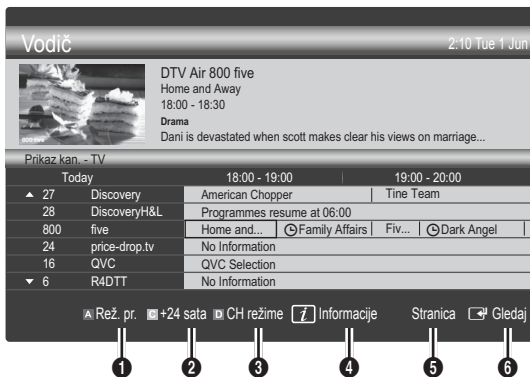 Vodič 2:10 Tue 1 Jun
DTV Air 800 five
Home and Away
18:00 - 18:30
Drama
Dani is devastated when scott makes clear his views on marriage...
800 five
Prikaz kan. - TV
Today 18:00 - 19:00 19:00 - 20:00
▲ 27 Discovery American Chopper Tine Team
28 DiscoveryH&L Programmes resume at 06:00
800 five Home and... Family Affairs Fiv... Dark Angel
24 price-drop.tv No Information
16 QVC QVC Selection
▼ 6 R4DTT No Information
A Rež. pr. C +24 sata D CH režime i Informacije Stranica Gledaj
1 2 3 4 5 6